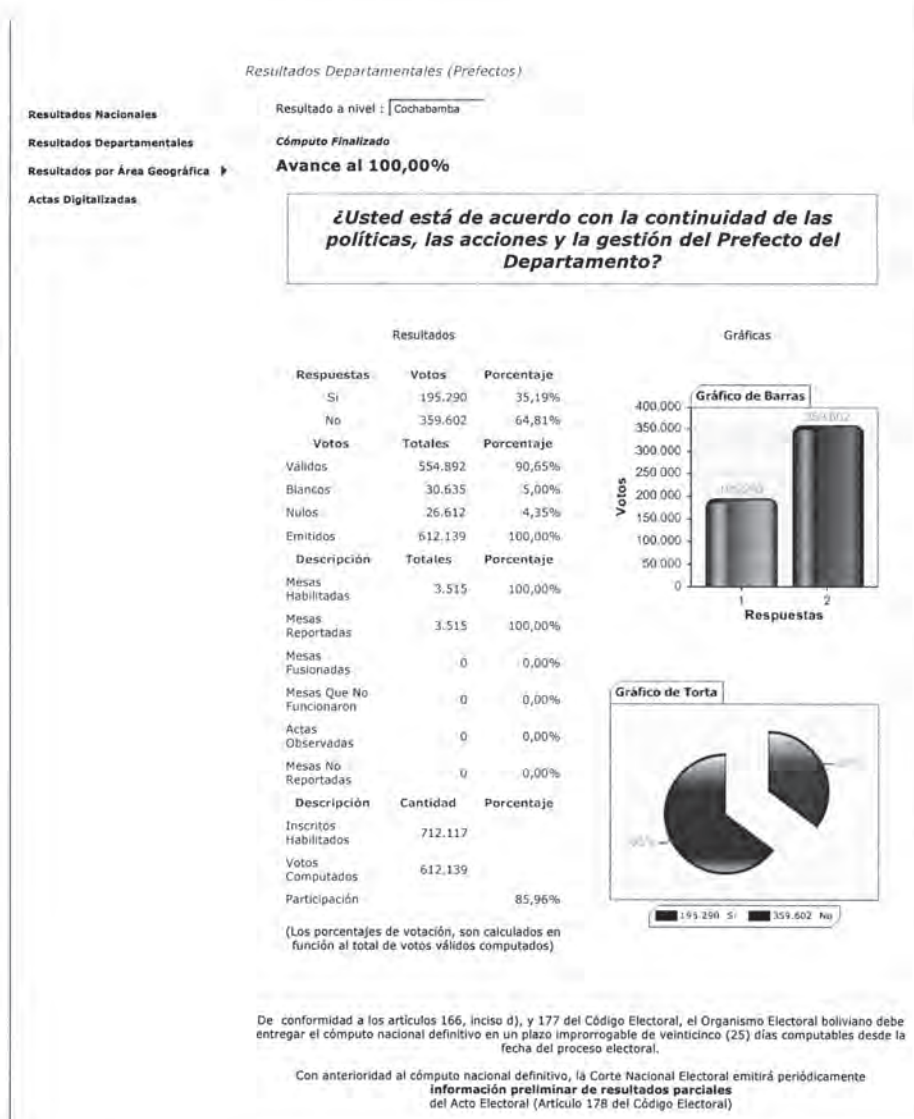 Resultados Departamentales (Prefectos)
Resultados Nacionales
Resultados Departamentales
Resultados por Área Geográfica
Actas Digitalizadas
Resultado a nivel : Cochabamba
Cómputo Finalizado
Avance al 100,00%
¿Usted está de acuerdo con la continuidad de las
políticas, las acciones y la gestión del Prefecto del
Departamento?
Resultados
Respuestas Votos Porcentaje
Si 195.290 35,19%
No 359.602 64,81%
Votos Totales Porcentaje
Válidos 554.892 90,65%
Blancos 30.635 5,00%
Nulos 26.612 4,35%
Emitidos 612.139 100,00%
Descripción Totales Porcentaje
Mesas
Habilitadas 3.515 100,00%
Mesas
Reportadas 3.515 100,00%
Mesas
Fusionadas 0 0,00%
Mesas Que No
Funcionaron 0 0,00%
Actas
Observadas 0 0,00%
Mesas No
Reportadas 0 0,00%
Descripción Cantidad Porcentaje
Inscritos
Habilitados 712.117
Votos
Computados 612.139
Participación 85,96%
(Los porcentajes de votación, son calculados en
función al total de votos válidos computados)
Gráficas
Gráfico de Barras
400.000
350.000
300.000
250.000
200.000
150.000
100.000
50.000
0
Votos
359.602
1 2
Respuestas
Gráfico de Torta
195.290 Si 359.602 No
De conformidad a los artículos 166, inciso d), y 177 del Código Electoral, el Organismo Electoral boliviano debe
entregar el cómputo nacional definitivo en un plazo improrrogable de veinticinco (25) días computables desde la
fecha del proceso electoral.
Con anterioridad al cómputo nacional definitivo, la Corte Nacional Electoral emitirá periódicamente
información preliminar de resultados parciales
del Acto Electoral (Artículo 178 del Código Electoral)